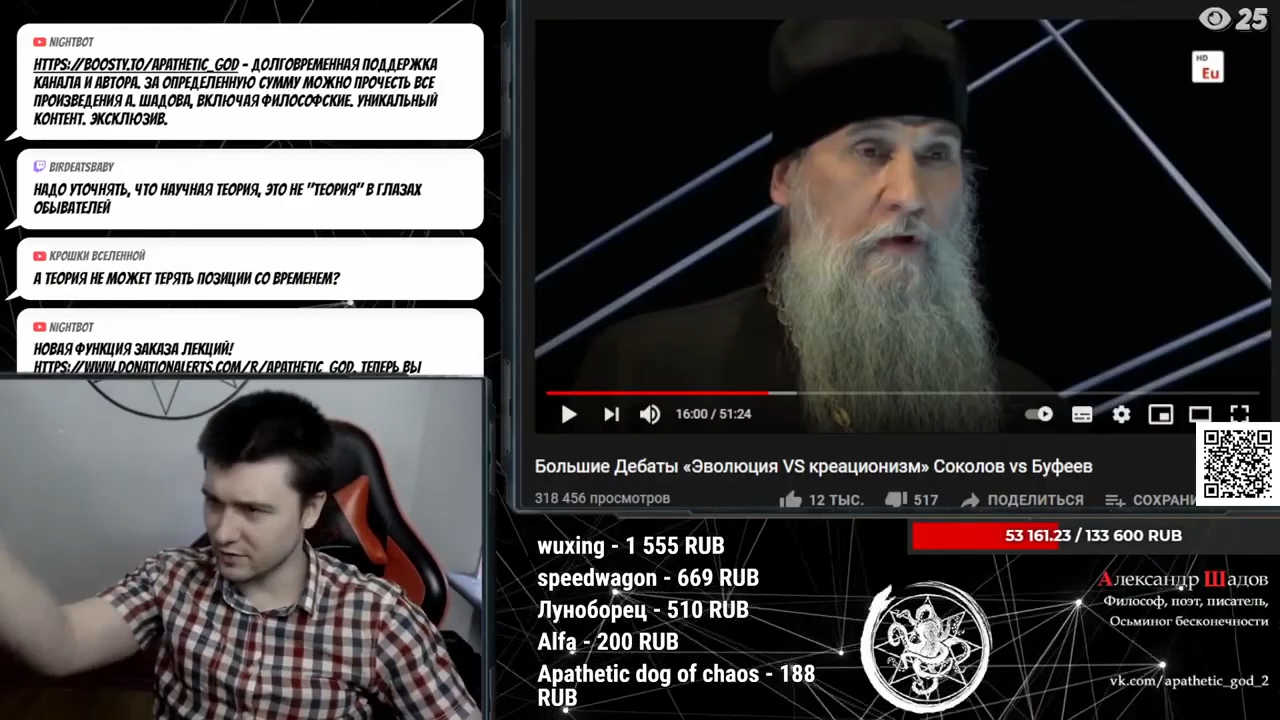 NIGHTBOT
HTTPS://BOOSTY.TO/APATHETIC_GOD - ДОЛГОВРЕМЕННАЯ ПОДДЕРЖКА
КАНАЛА И АВТОРА. ЗА ОПРЕДЕЛЕННУЮ СУММУ МОЖНО ПРОЧЕСТЬ ВСЕ
ПРОИЗВЕДЕНИЯ А. ШАДОВА, ВКЛЮЧАЯ ФИЛОСОФСКИЕ. УНИКАЛЬНЫЙ
КОНТЕНТ. ЭКСКЛЮЗИВ.
BIRDEATSBABY
НАДО УТОЧНЯТЬ, ЧТО НАУЧНАЯ ТЕОРИЯ, ЭТО НЕ "ТЕОРИЯ" В ГЛАЗАХ
ОБЫВАТЕЛЕЙ
КРОШКИ ВСЕЛЕННОЙ
А ТЕОРИЯ НЕ МОЖЕТ ТЕРЯТЬ ПОЗИЦИИ СО ВРЕМЕНЕМ?
NIGHTBOT
НОВАЯ ФУНКЦИЯ ЗАКАЗА ЛЕКЦИЙ!
HTTPS://WWW.DONATIONALERTS.COM/R/APATHETIC_GOD. ТЕПЕРЬ ВЫ
25
HD
Eu
16:00 / 51:24
Большие Дебаты «Эволюция VS креационизм» Соколов vs Буфеев
318 456 просмотров
12 ТЫС.
517
ПОДЕЛИТЬСЯ
СОХРАНИ
53 161.23 / 133 600 RUB
wuxing - 1 555 RUB
speedwagon - 669 RUB
Луноборец - 510 RUB
Alfa - 200 RUB
Apathetic dog of chaos - 188
RUB
Александр Шадов
Философ, поэт, писатель,
Осьминог бесконечности
vk.com/apathetic_god_2